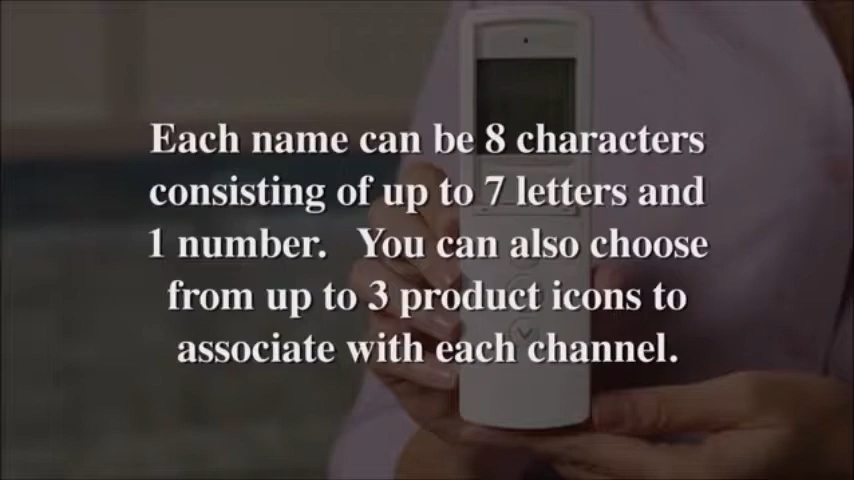 Each name can be 8 characters
consisting of up to 7 letters and
1 number. You can also choose
from up to 3 product icons to
associate with each channel.